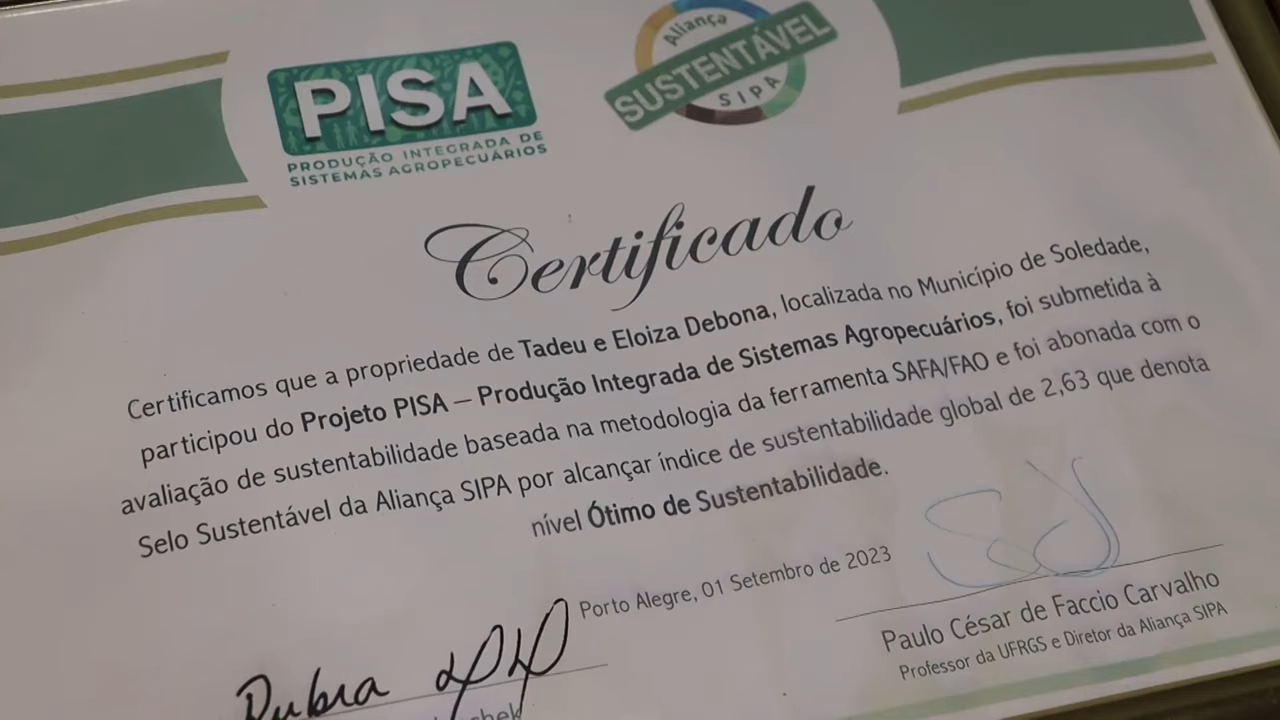 PISA
PRODUÇÃO INTEGRADA DE
SISTEMAS AGROPECUÁRIOS
Aliança
SUSTENTÁVEL
SIPA
Certificado
Certificamos que a propriedade de Tadeu e Eloiza Debona, localizada no Município de Soledade,
participou do Projeto PISA – Produção Integrada de Sistemas Agropecuários, foi submetida à
avaliação de sustentabilidade baseada na metodologia da ferramenta SAFA/FAO e foi abonada com o
Selo Sustentável da Aliança SIPA por alcançar índice de sustentabilidade global de 2,63 que denota
nível Ótimo de Sustentabilidade.
Porto Alegre, 01 Setembro de 2023
Paulo César de Faccio Carvalho
Professor da UFRGS e Diretor da Aliança SIPA